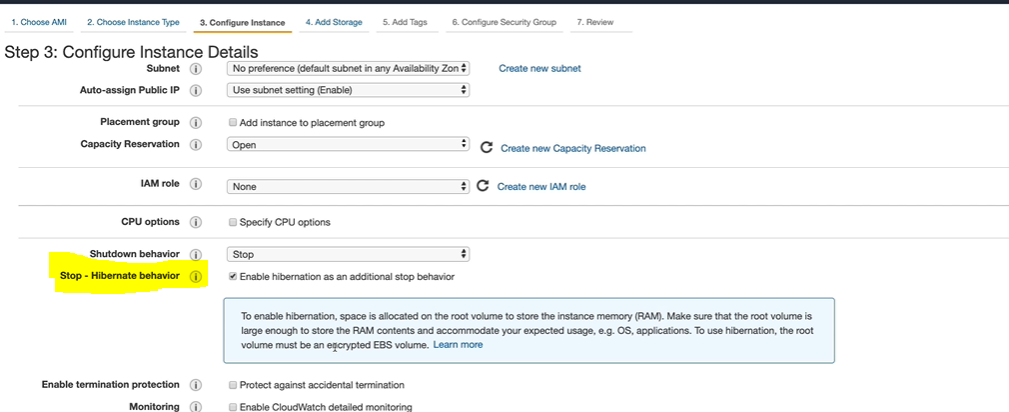 1. Choose AMI 2. Choose Instance Type 3. Configure Instance 4. Add Storage 5. Add Tags 6. Configure Security Group 7. Review
Step 3: Configure Instance Details
Subnet No preference (default subnet in any Availability Zon Create new subnet
Auto-assign Public IP Use subnet setting (Enable)
Placement group Add instance to placement group
Capacity Reservation Open Create new Capacity Reservation
IAM role None Create new IAM role
CPU options Specify CPU options
Shutdown behavior Stop
Stop - Hibernate behavior Enable hibernation as an additional stop behavior
To enable hibernation, space is allocated on the root volume to store the instance memory (RAM). Make sure that the root volume is
large enough to store the RAM contents and accommodate your expected usage, e.g. OS, applications. To use hibernation, the root
volume must be an encrypted EBS volume. Learn more
Enable termination protection Protect against accidental termination
Monitoring Enable CloudWatch detailed monitoring